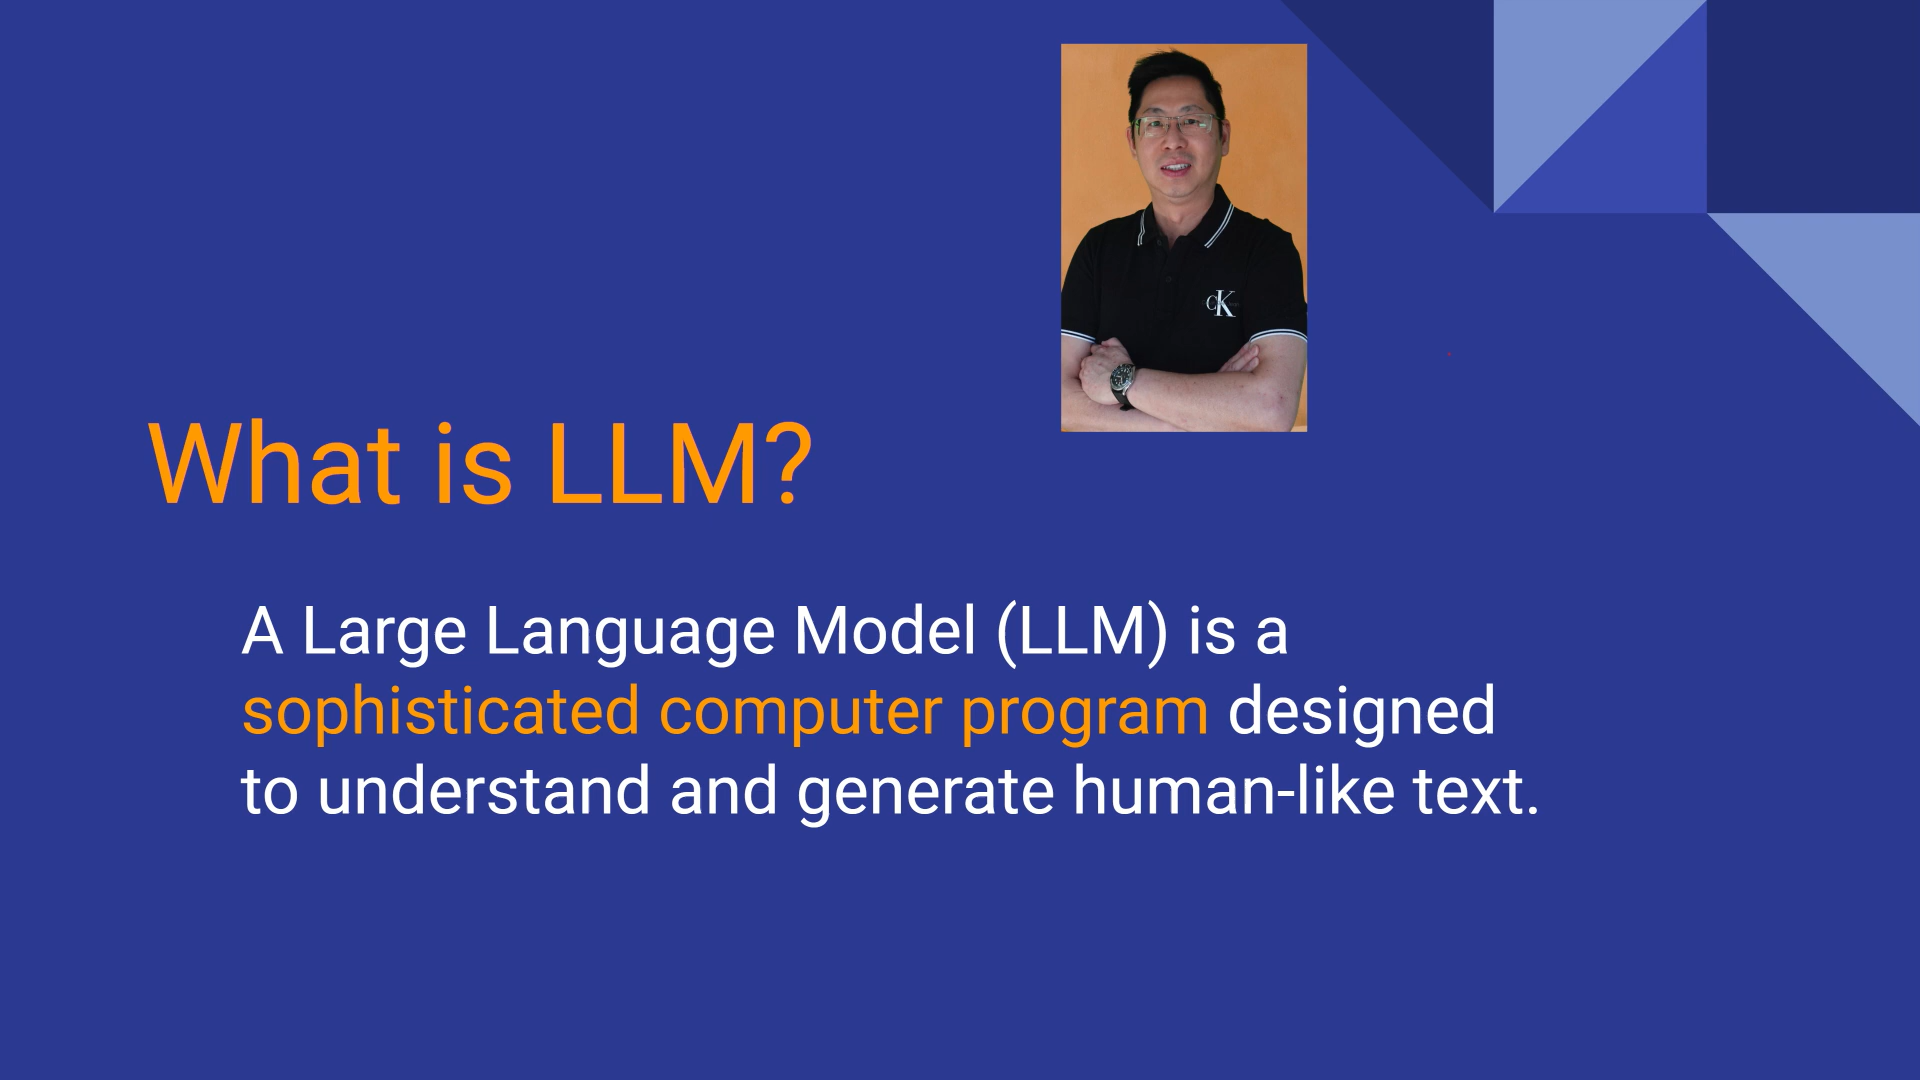 CK
What is LLM?
A Large Language Model (LLM) is a
sophisticated computer program designed
to understand and generate human-like text.